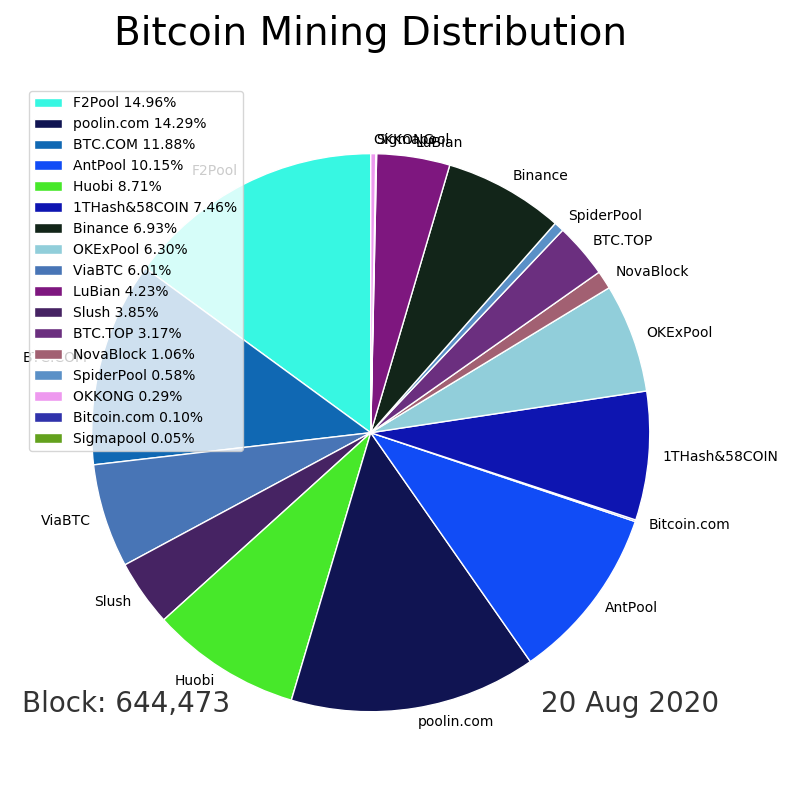 Bitcoin Mining Distribution
F2Pool 14.96%
poolin.com 14.29%
BTC.COM 11.88%
AntPool 10.15%
Huobi 8.71%
1THash&58COIN 7.46%
Binance 6.93%
OKExPool 6.30%
ViaBTC 6.01%
LuBian 4.23%
Slush 3.85%
BTC.TOP 3.17%
NovaBlock 1.06%
SpiderPool 0.58%
OKKONG 0.29%
Bitcoin.com 0.10%
Sigmapool 0.05%
OKKONG
Sigmapool
LuBian
F2Pool
Binance
SpiderPool
BTC.TOP
NovaBlock
OKExPool
BTC.COM
1THash&58COIN
ViaBTC
Bitcoin.com
Slush
AntPool
Huobi
poolin.com
Block: 644,473
20 Aug 2020